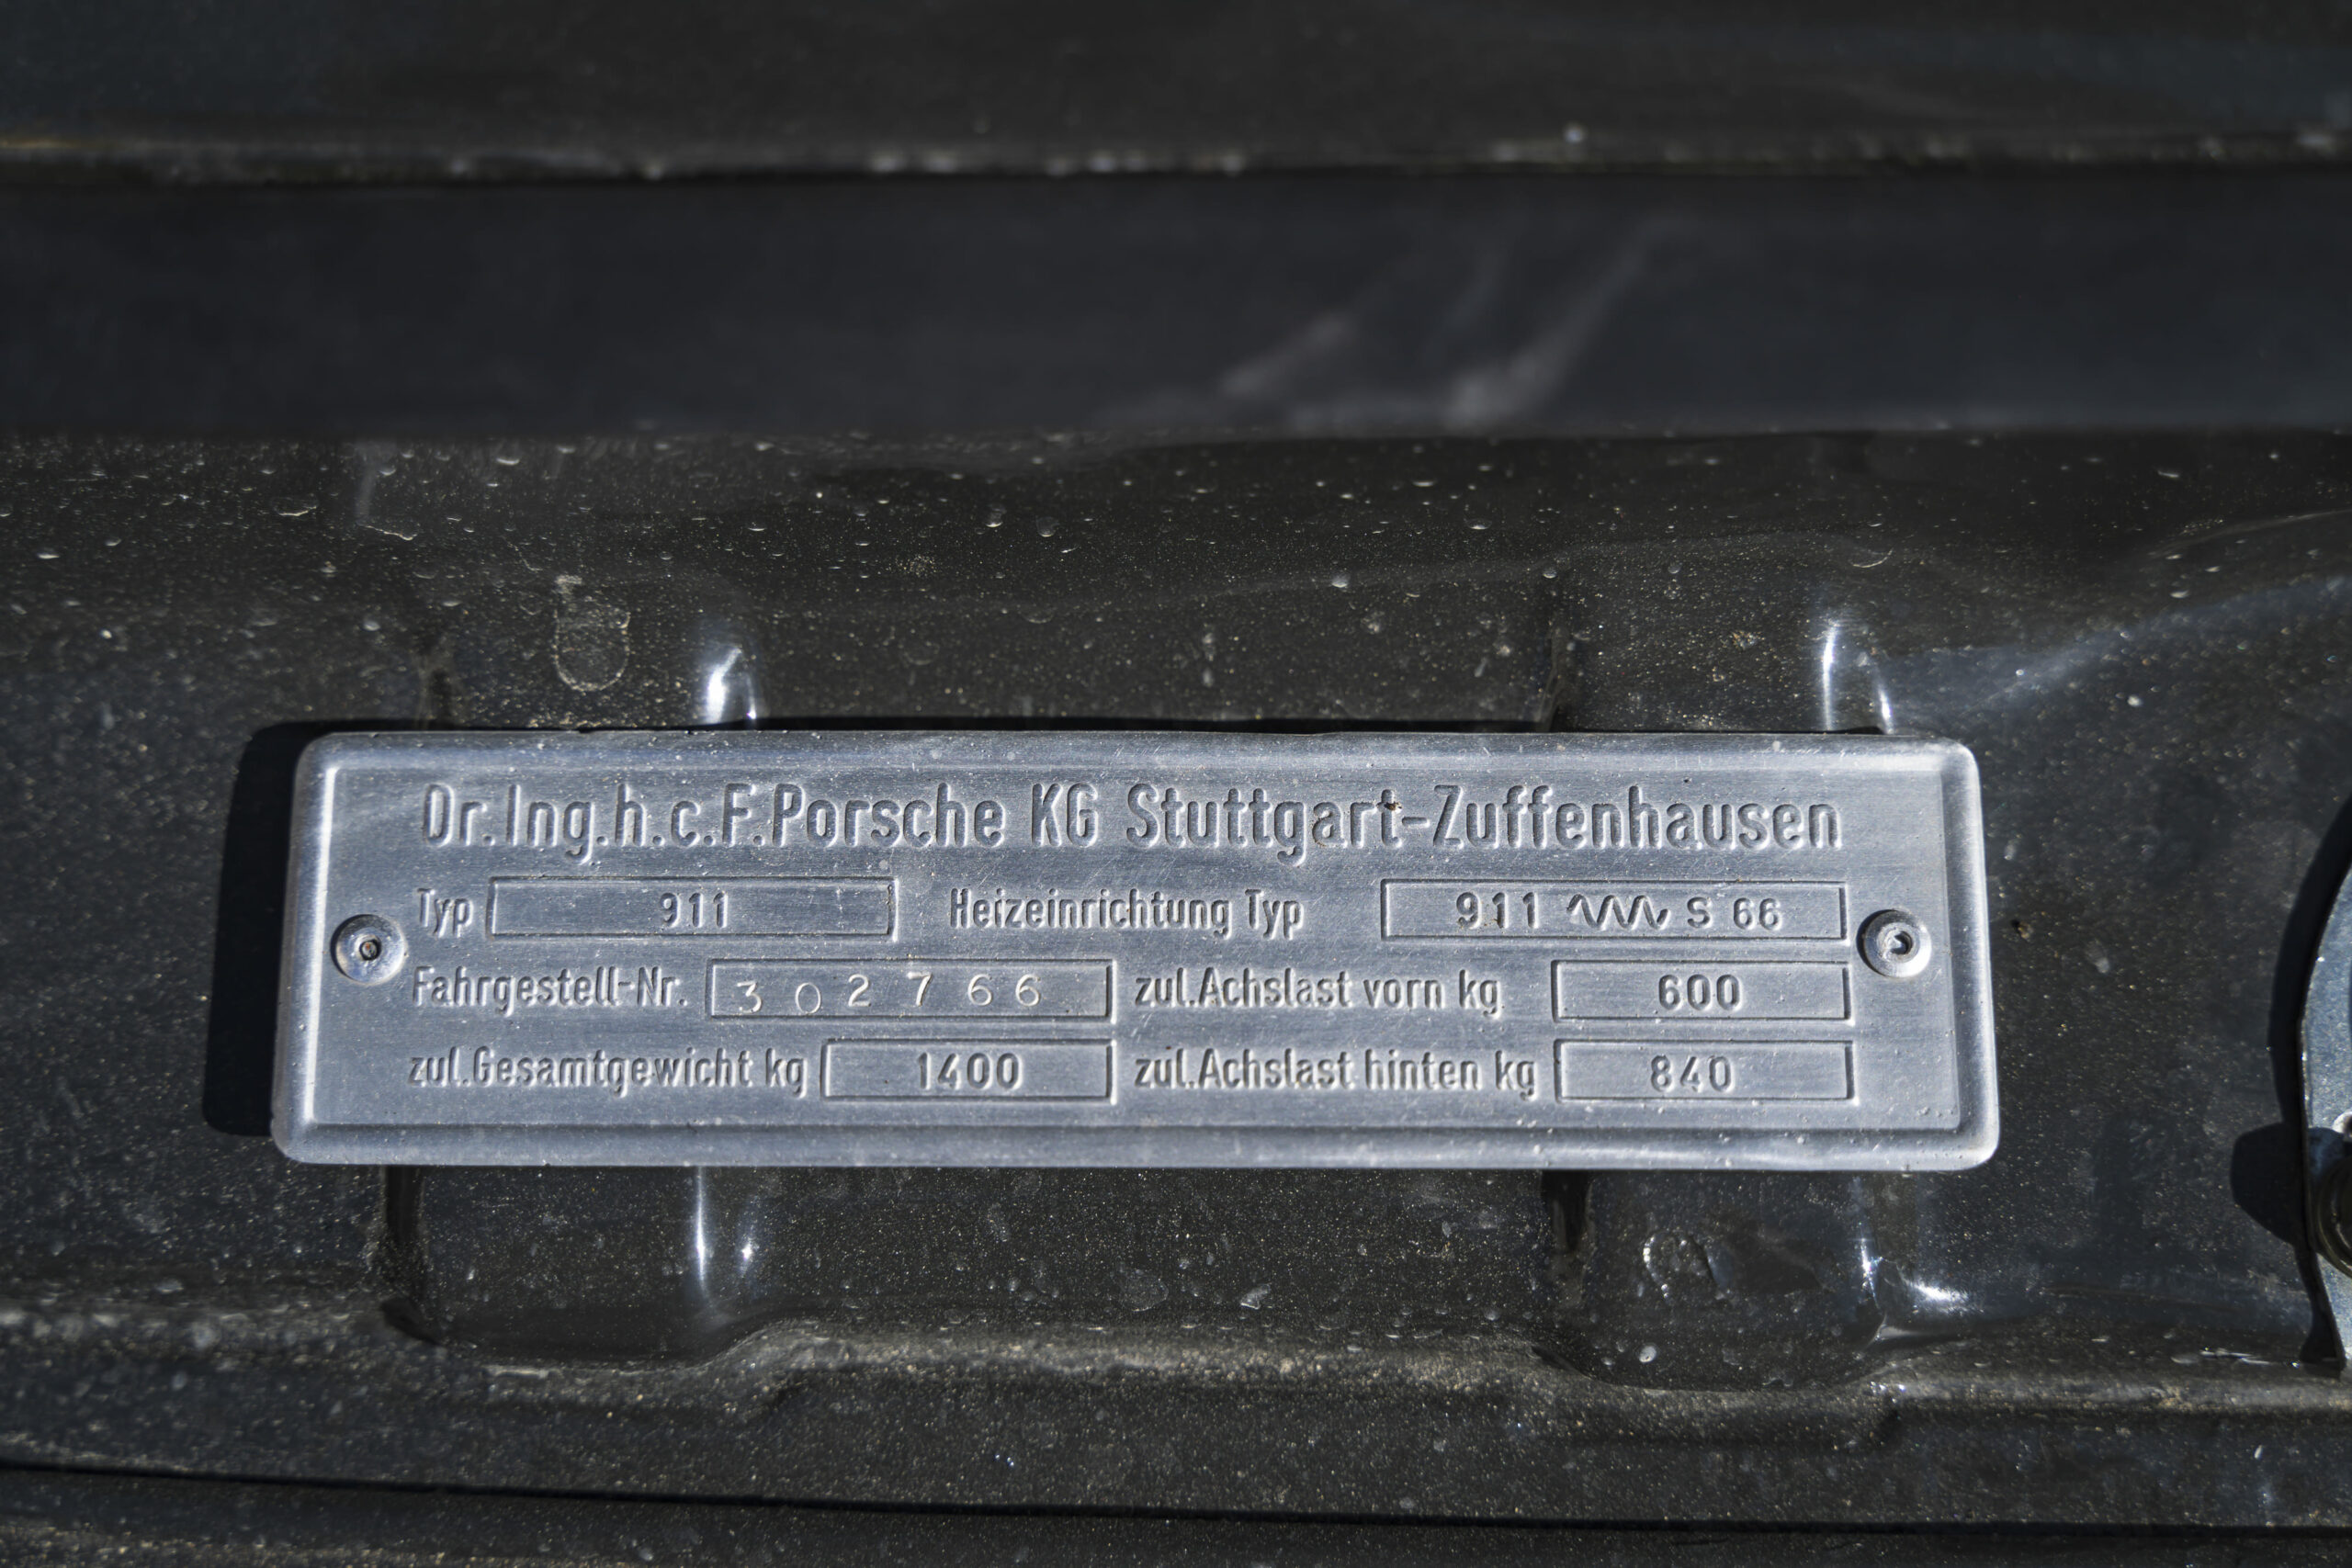 Dr.Ing.h.c.F.Porsche KG Stuttgart-Zuffenhausen
Typ 911 Heizeinrichtung Typ 911 S 66
Fahrgestell-Nr. 302766 zul.Achslast vorn kg 600
zul.Gesamtgewicht kg 1400 zul.Achslast hinten kg 840